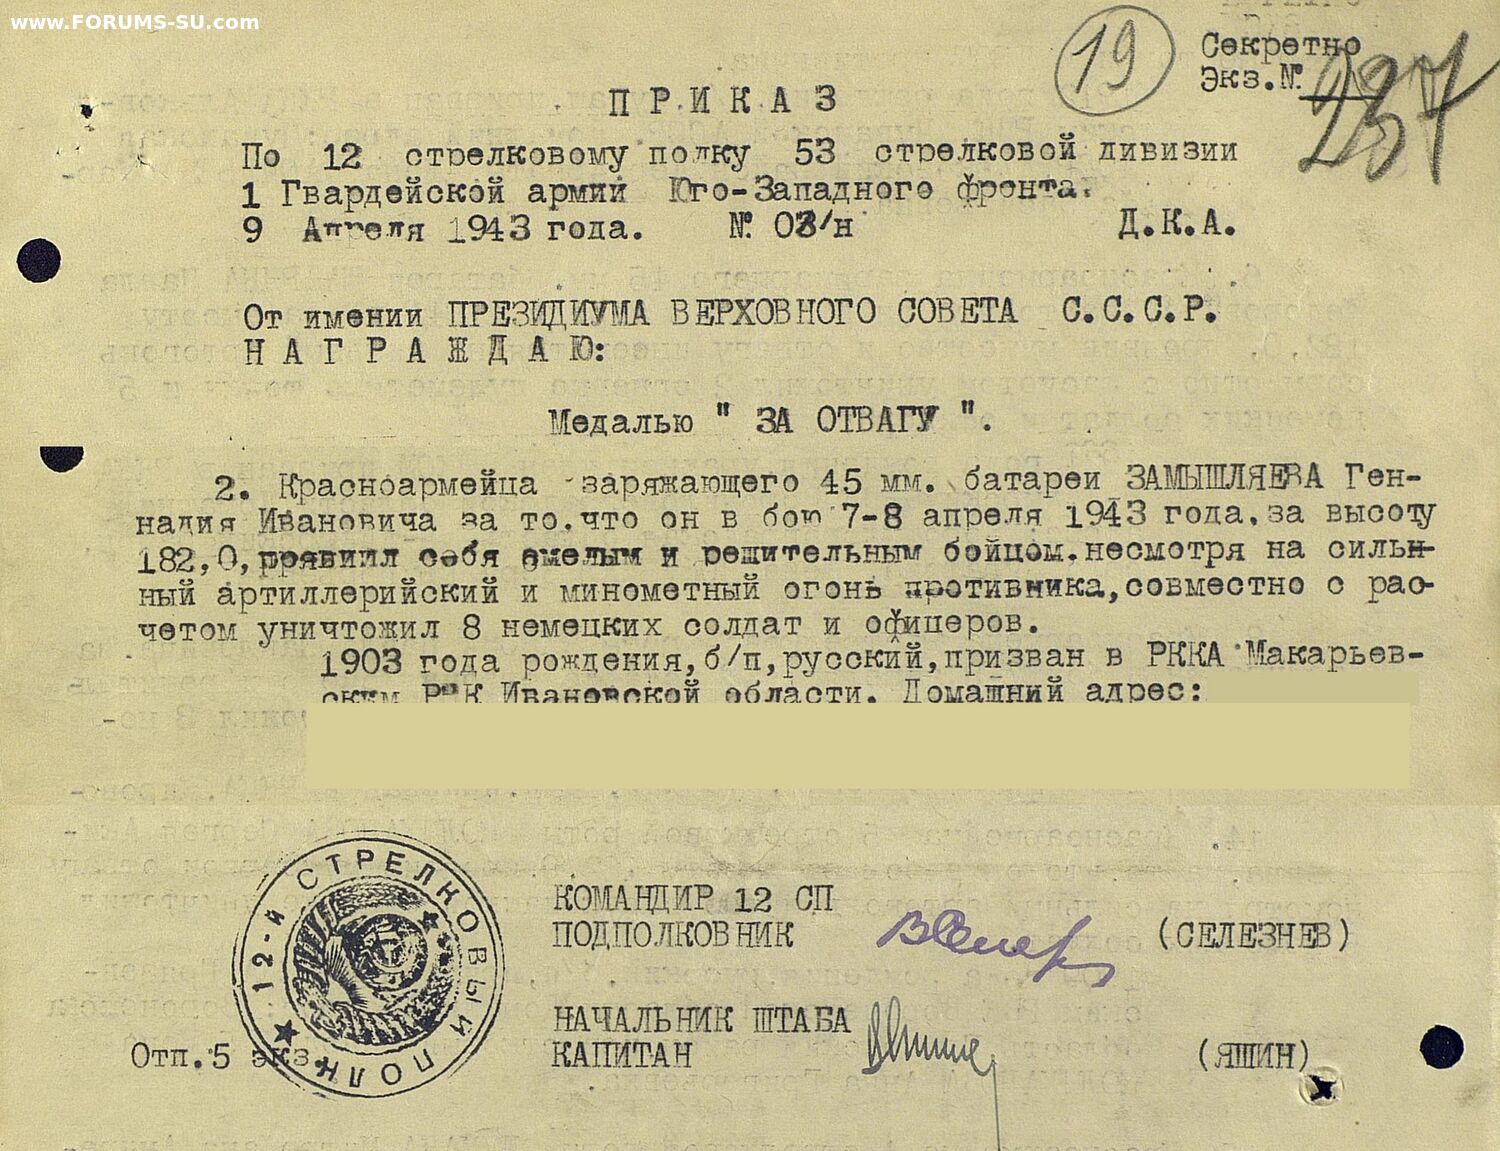 www.FORUMS-SU.com
19
Секретно
Экз.№
237
ПРИКАЗ
По 12 стрелковому полку 53 стрелковой дивизии
1 Гвардейской армии Юго-Западного фронта.
9 Апреля 1943 года. № 03/н Д.К.А.
От имении ПРЕЗИДИУМА ВЕРХОВНОГО СОВЕТА С.С.С.Р.
НАГРАЖДАЮ:
Медалью " ЗА ОТВАГУ ".
2. Красноармейца заряжающего 45 мм. батареи ЗАМЫШЛЯЕВА Ген-
надия Ивановича за то.что он в бою 7-8 апреля 1943 года.за высоту
182,0, прявиил себя смелым и решительным бойцом.несмотря на силь-
ный артиллерийский и минометный огонь противника,совместно с рас-
четом уничтожил 8 немецких солдат и офицеров.
1903 года рождения,б/п,русский,призван в РККА Макарьев-
ским РВК Ивановской области. Домашний адрес:
12-й СТРЕЛКОВЫЙ ПОЛК
КОМАНДИР 12 СП
ПОДПОЛКОВНИК (СЕЛЕЗНЕВ)
НАЧАЛЬНИК ШТАБА
КАПИТАН (ЯШИН)
Отп.5 экз.